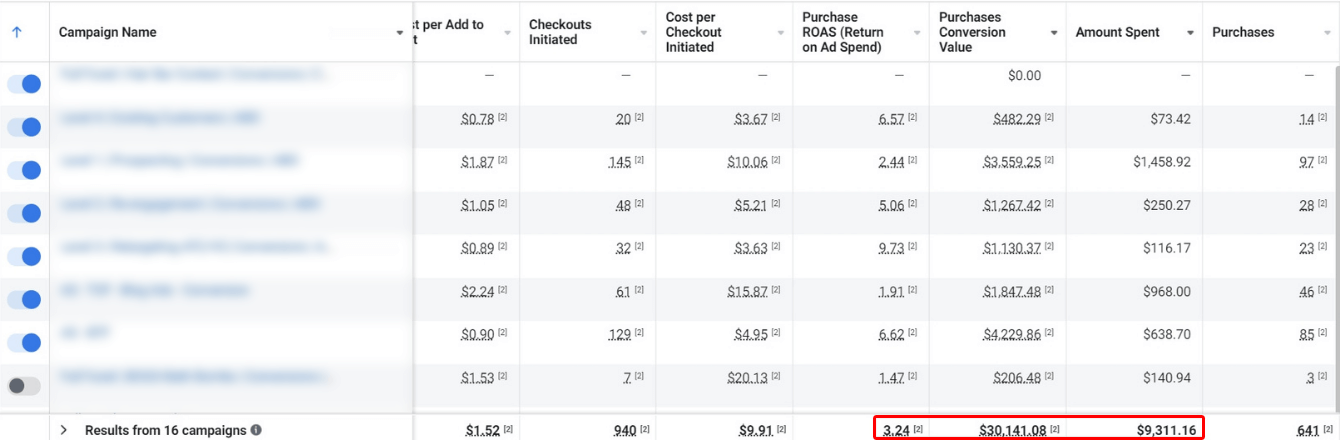 Campaign Name
st per Add to
t
Checkouts
Initiated
Cost per
Checkout
Initiated
Purchase
ROAS (Return
on Ad Spend)
Purchases
Conversion
Value
Amount Spent
Purchases
— — — — $0.00 — —
$0.78 [2] 20 [2] $3.67 [2] 6.57 [2] $482.29 [2] $73.42 14 [2]
$1.87 [2] 145 [2] $10.06 [2] 2.44 [2] $3,559.25 [2] $1,458.92 97 [2]
$1.05 [2] 48 [2] $5.21 [2] 5.06 [2] $1,267.42 [2] $250.27 28 [2]
$0.89 [2] 32 [2] $3.63 [2] 9.73 [2] $1,130.37 [2] $116.17 23 [2]
$2.24 [2] 61 [2] $15.87 [2] 1.91 [2] $1,847.48 [2] $968.00 46 [2]
$0.90 [2] 129 [2] $4.95 [2] 6.62 [2] $4,229.86 [2] $638.70 85 [2]
$1.53 [2] 7 [2] $20.13 [2] 1.47 [2] $206.48 [2] $140.94 3 [2]
Results from 16 campaigns $1.52 [2] 940 [2] $9.91 [2] 3.24 [2] $30,141.08 [2] $9,311.16 641 [2]